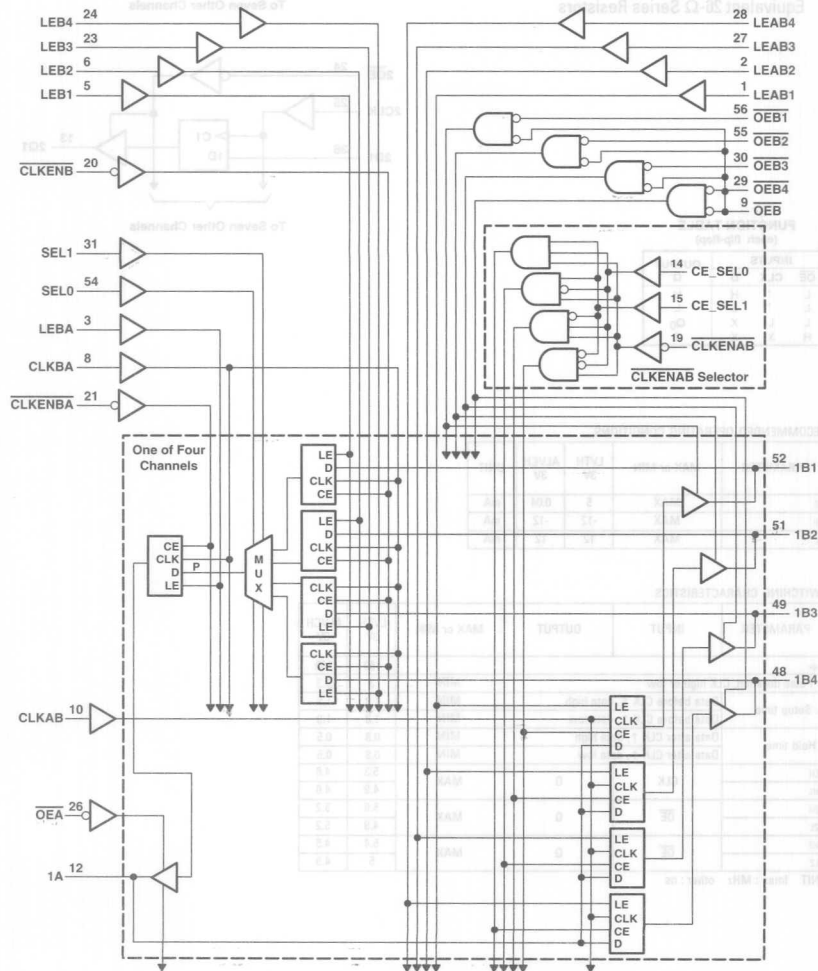 LEB4 24
LEB3 23
LEB2 6
LEB1 5
CLKENB 20
SEL1 31
SEL0 54
LEBA 3
CLKBA 8
CLKENBA 21
28 LEAB4
27 LEAB3
2 LEAB2
1 LEAB1
56 OEB1
55 OEB2
30 OEB3
29 OEB4
9 OEB
14 CE_SEL0
15 CE_SEL1
19 CLKENAB
CLKENAB Selector
One of Four
Channels
LE
D
CLK
CE
LE
D
CLK
CE
CLK
CE
D
LE
CLK
CE
D
LE
CE
CLK
D P
LE
M
U
X
52 1B1
51 1B2
49 1B3
48 1B4
CLKAB 10
OEA 26
1A 12
LE
CLK
CE
D
LE
CLK
CE
D
LE
CLK
CE
D
LE
CLK
CE
D